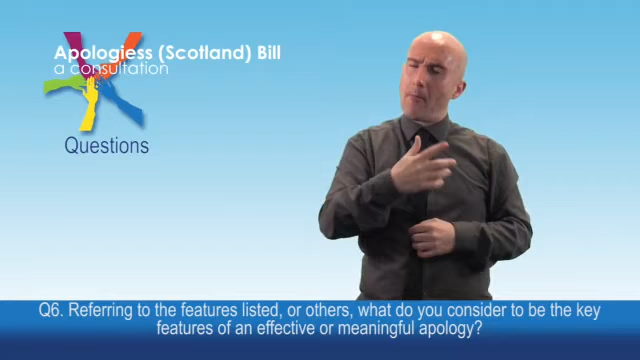 Apologiess (Scotland) Bill
a consultation
Questions
Q6. Referring to the features listed, or others, what do you consider to be the key
features of an effective or meaningful apology?